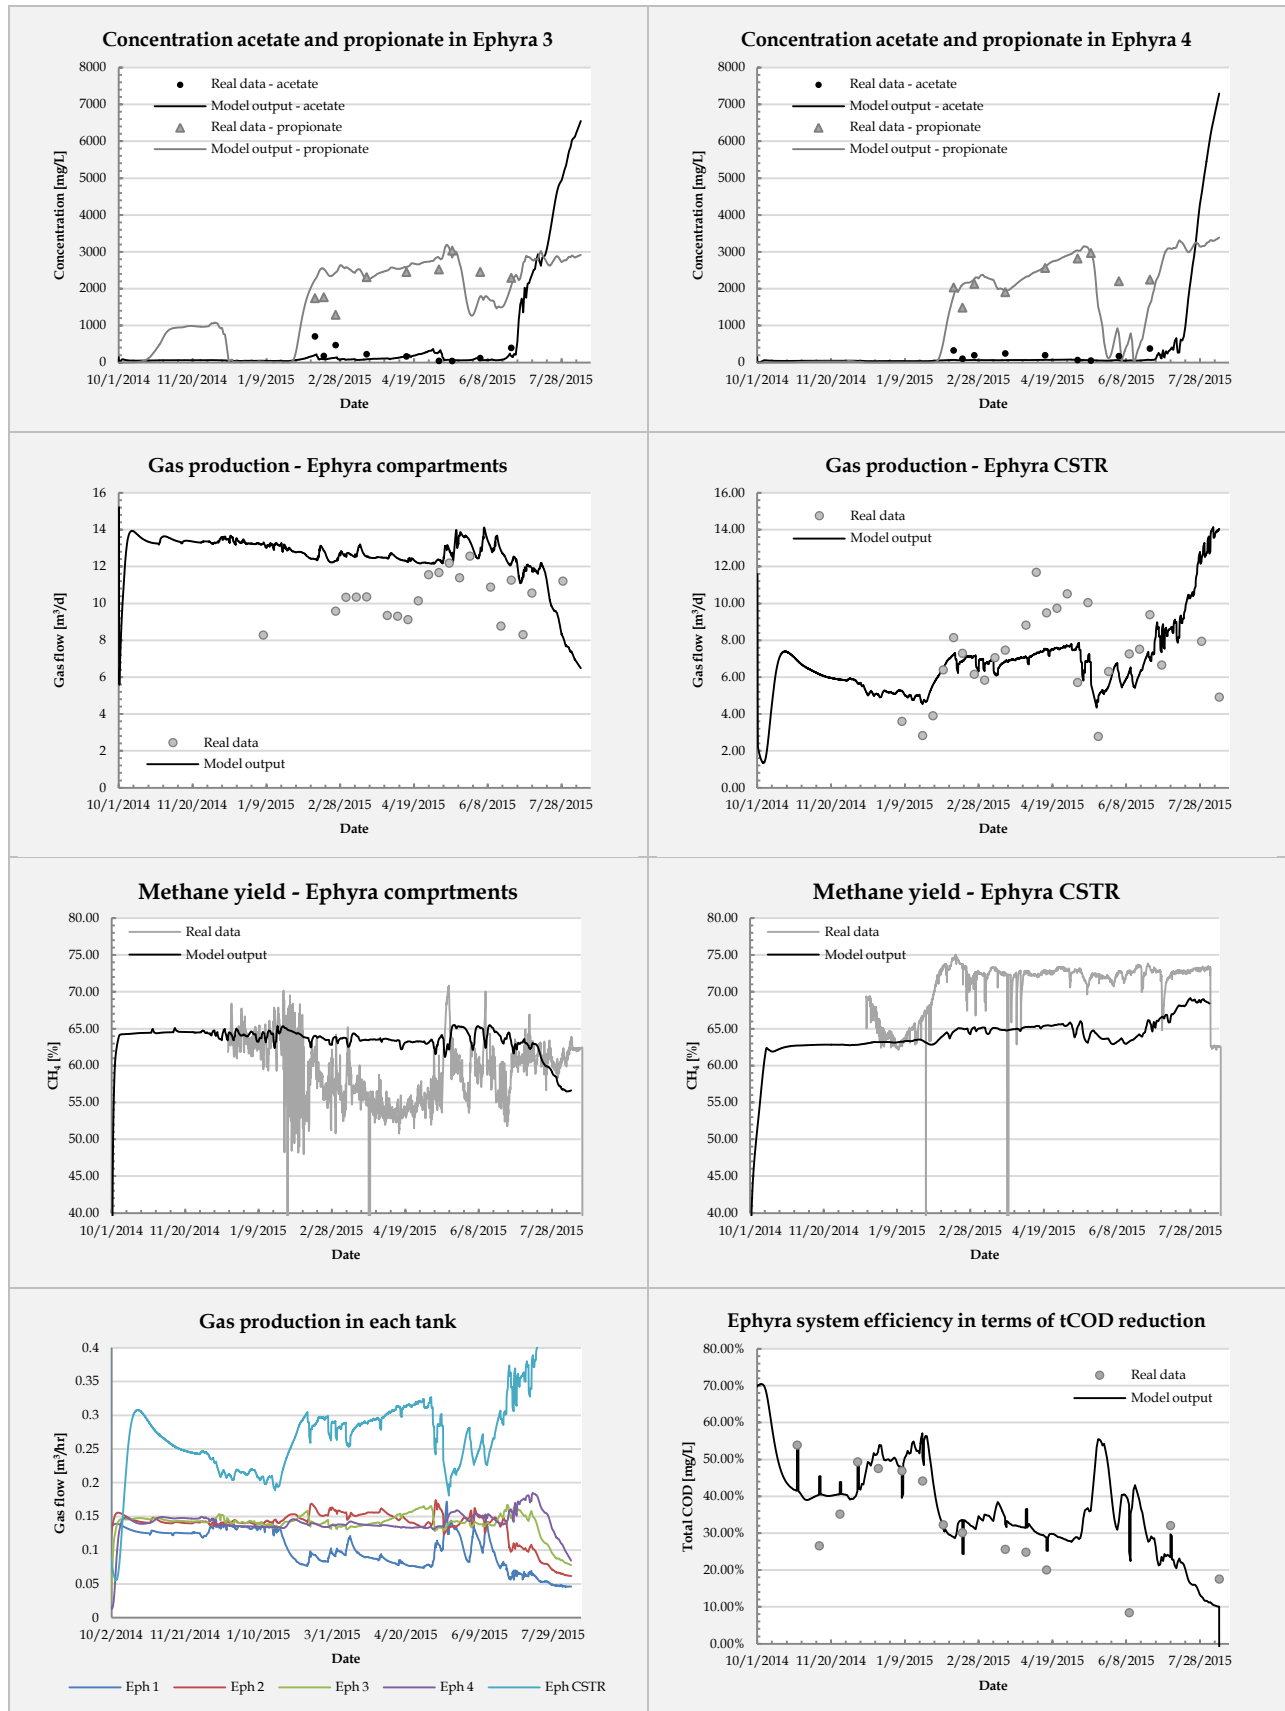 Concentration acetate and propionate in Ephyra 3
8000
7000
6000
5000
4000
3000
2000
1000
0
Concentration [mg/L]
Real data - acetate
Model output - acetate
Real data - propionate
Model output - propionate
10/1/2014 11/20/2014 1/9/2015 2/28/2015 4/19/2015 6/8/2015 7/28/2015
Date
Concentration acetate and propionate in Ephyra 4
8000
7000
6000
5000
4000
3000
2000
1000
0
Concentration [mg/L]
Real data - acetate
Model output - acetate
Real data - propionate
Model output - propionate
10/1/2014 11/20/2014 1/9/2015 2/28/2015 4/19/2015 6/8/2015 7/28/2015
Date
Gas production - Ephyra compartments
16
14
12
10
8
6
4
2
0
Gas flow [m³/d]
Real data
Model output
10/1/2014 11/20/2014 1/9/2015 2/28/2015 4/19/2015 6/8/2015 7/28/2015
Date
Gas production - Ephyra CSTR
16.00
14.00
12.00
10.00
8.00
6.00
4.00
2.00
0.00
Gas flow [m³/d]
Real data
Model output
10/1/2014 11/20/2014 1/9/2015 2/28/2015 4/19/2015 6/8/2015 7/28/2015
Date
Methane yield - Ephyra comprtments
80.00
75.00
70.00
65.00
60.00
55.00
50.00
45.00
40.00
CH₄ [%]
Real data
Model output
10/1/2014 11/20/2014 1/9/2015 2/28/2015 4/19/2015 6/8/2015 7/28/2015
Date
Methane yield - Ephyra CSTR
80.00
75.00
70.00
65.00
60.00
55.00
50.00
45.00
40.00
CH₄ [%]
Real data
Model output
10/1/2014 11/20/2014 1/9/2015 2/28/2015 4/19/2015 6/8/2015 7/28/2015
Date
Gas production in each tank
0.4
0.35
0.3
0.25
0.2
0.15
0.1
0.05
0
Gas flow [m³/hr]
10/2/2014 11/21/2014 1/10/2015 3/1/2015 4/20/2015 6/9/2015 7/29/2015
Date
Eph 1 Eph 2 Eph 3 Eph 4 Eph CSTR
Ephyra system efficiency in terms of tCOD reduction
80.00%
70.00%
60.00%
50.00%
40.00%
30.00%
20.00%
10.00%
0.00%
Total COD [mg/L]
Real data
Model output
10/1/2014 11/20/2014 1/9/2015 2/28/2015 4/19/2015 6/8/2015 7/28/2015
Date